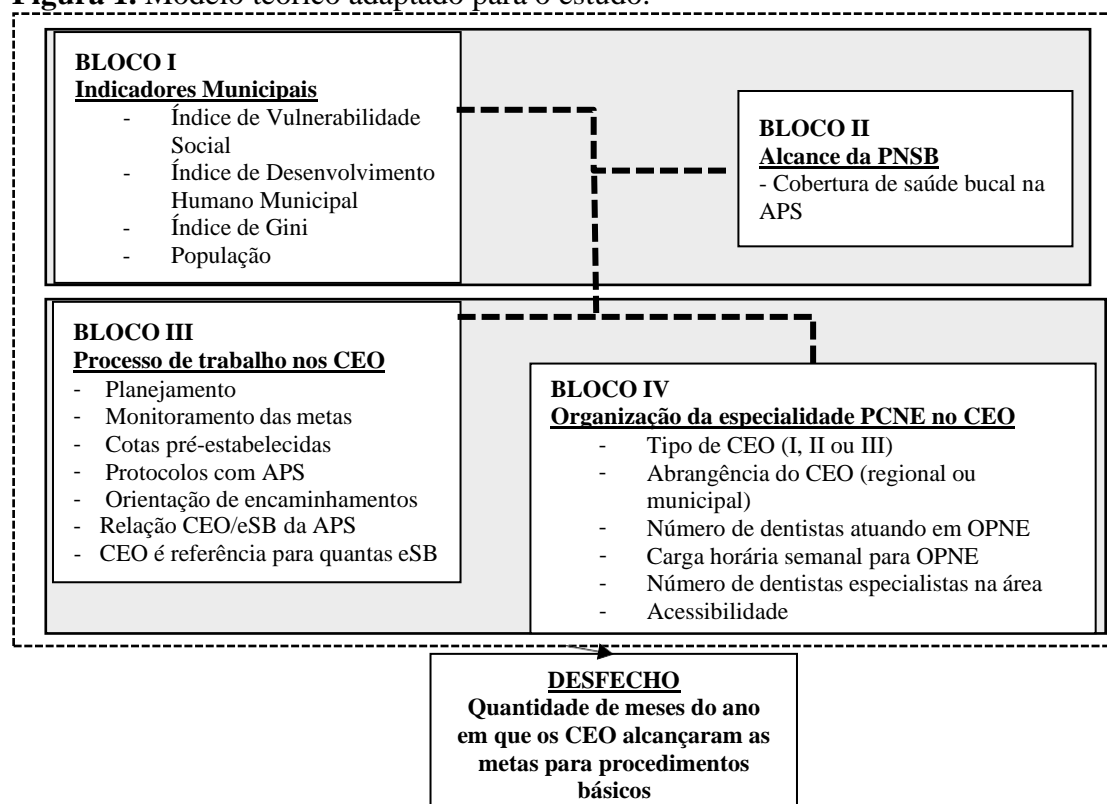 Figura 1. Modelo teórico adaptado para o estudo.
BLOCO I
Indicadores Municipais
- Índice de Vulnerabilidade
Social
- Índice de Desenvolvimento
Humano Municipal
- Índice de Gini
- População
BLOCO II
Alcance da PNSB
- Cobertura de saúde bucal na
APS
BLOCO III
Processo de trabalho nos CEO
- Planejamento
- Monitoramento das metas
- Cotas pré-estabelecidas
- Protocolos com APS
- Orientação de encaminhamentos
- Relação CEO/eSB da APS
- CEO é referência para quantas eSB
BLOCO IV
Organização da especialidade PCNE no CEO
- Tipo de CEO (I, II ou III)
- Abrangência do CEO (regional ou
municipal)
- Número de dentistas atuando em OPNE
- Carga horária semanal para OPNE
- Número de dentistas especialistas na área
- Acessibilidade
DESFECHO
Quantidade de meses do ano
em que os CEO alcançaram as
metas para procedimentos
básicos